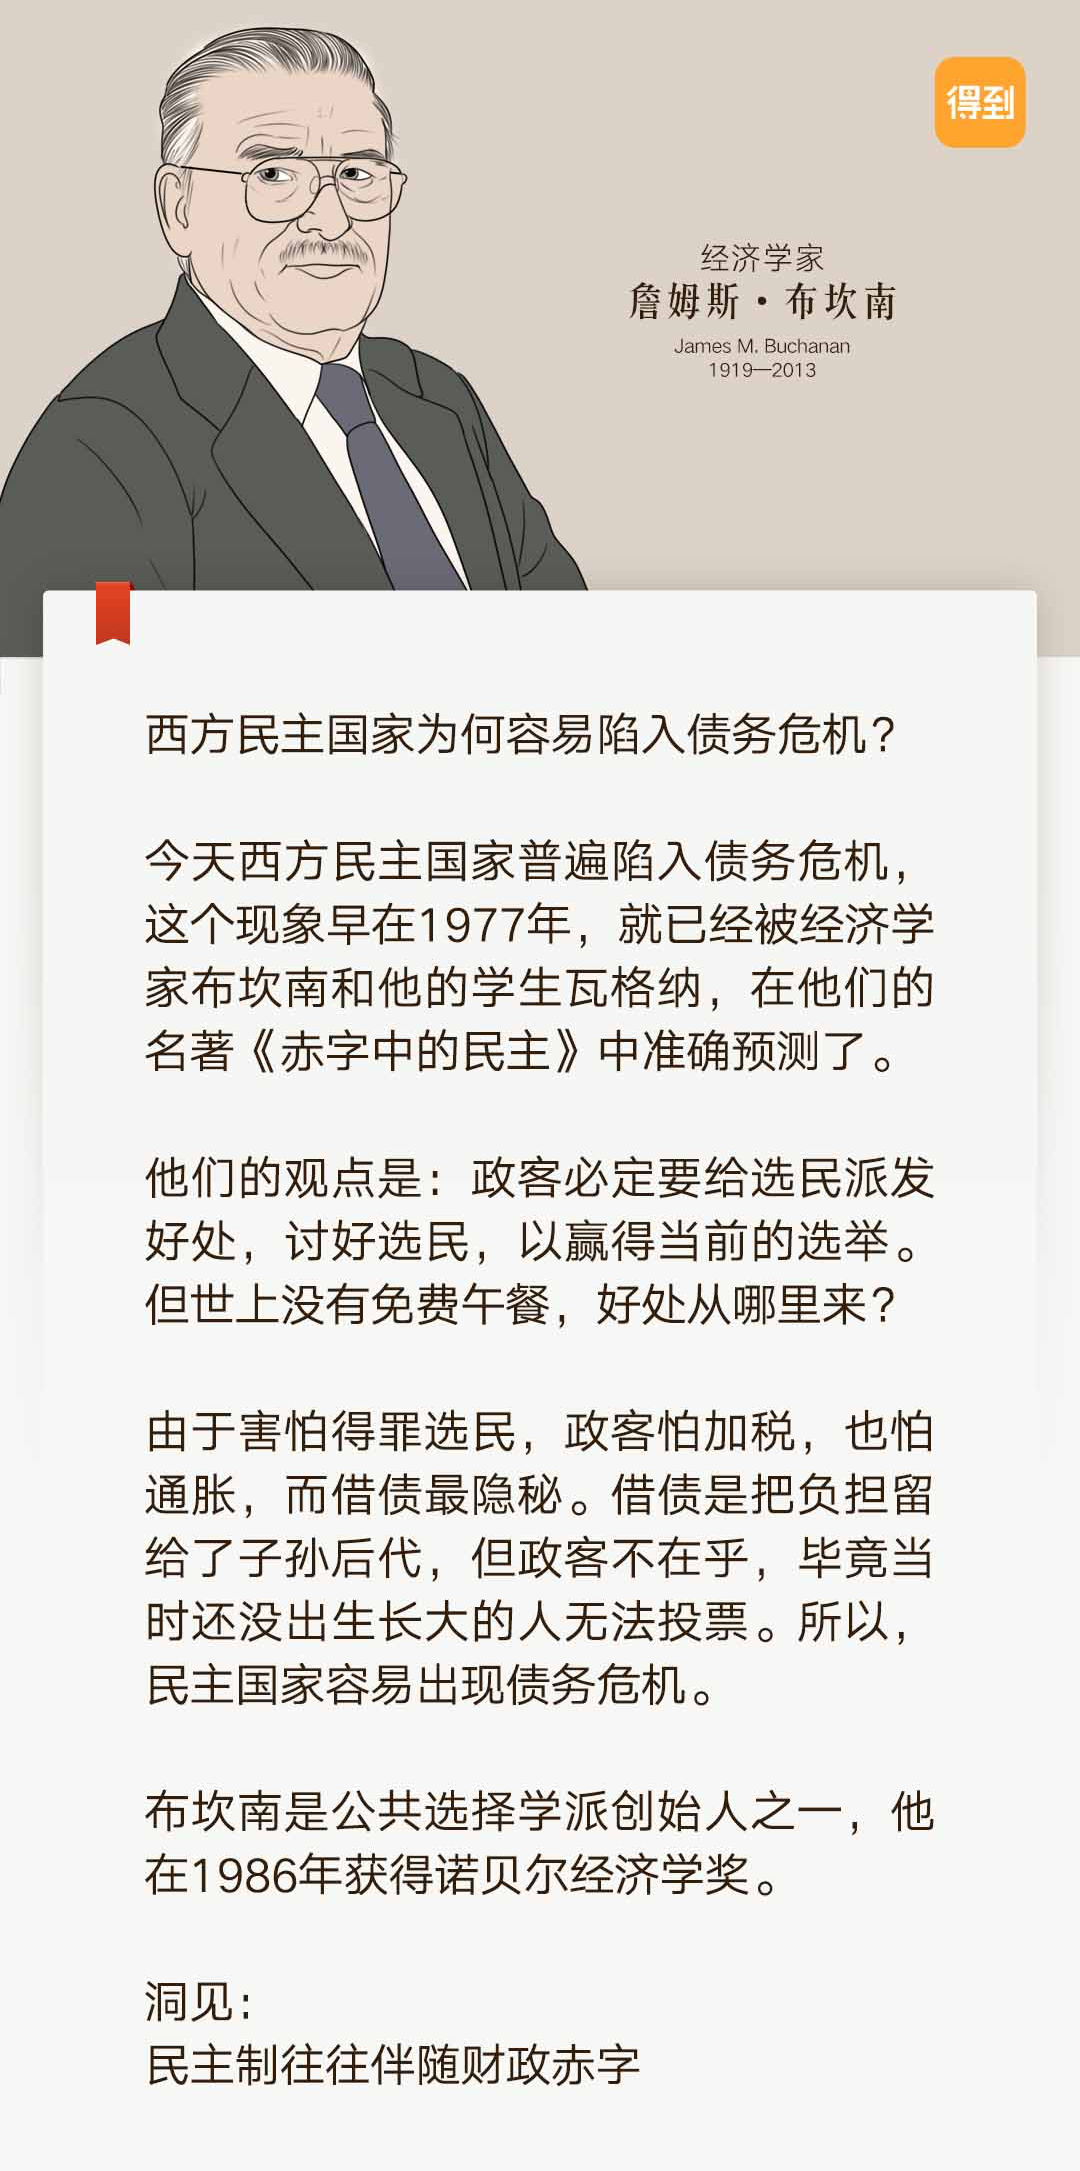 得到
经济学家
詹姆斯·布坎南
James M. Buchanan
1919—2013
西方民主国家为何容易陷入债务危机？
今天西方民主国家普遍陷入债务危机，
这个现象早在1977年，就已经被经济学
家布坎南和他的学生瓦格纳，在他们的
名著《赤字中的民主》中准确预测了。
他们的观点是：政客必定要给选民派发
好处，讨好选民，以赢得当前的选举。
但世上没有免费午餐，好处从哪里来？
由于害怕得罪选民，政客怕加税，也怕
通胀，而借债最隐秘。借债是把负担留
给了子孙后代，但政客不在乎，毕竟当
时还没出生长大的人无法投票。所以，
民主国家容易出现债务危机。
布坎南是公共选择学派创始人之一，他
在1986年获得诺贝尔经济学奖。
洞见：
民主制往往伴随财政赤字